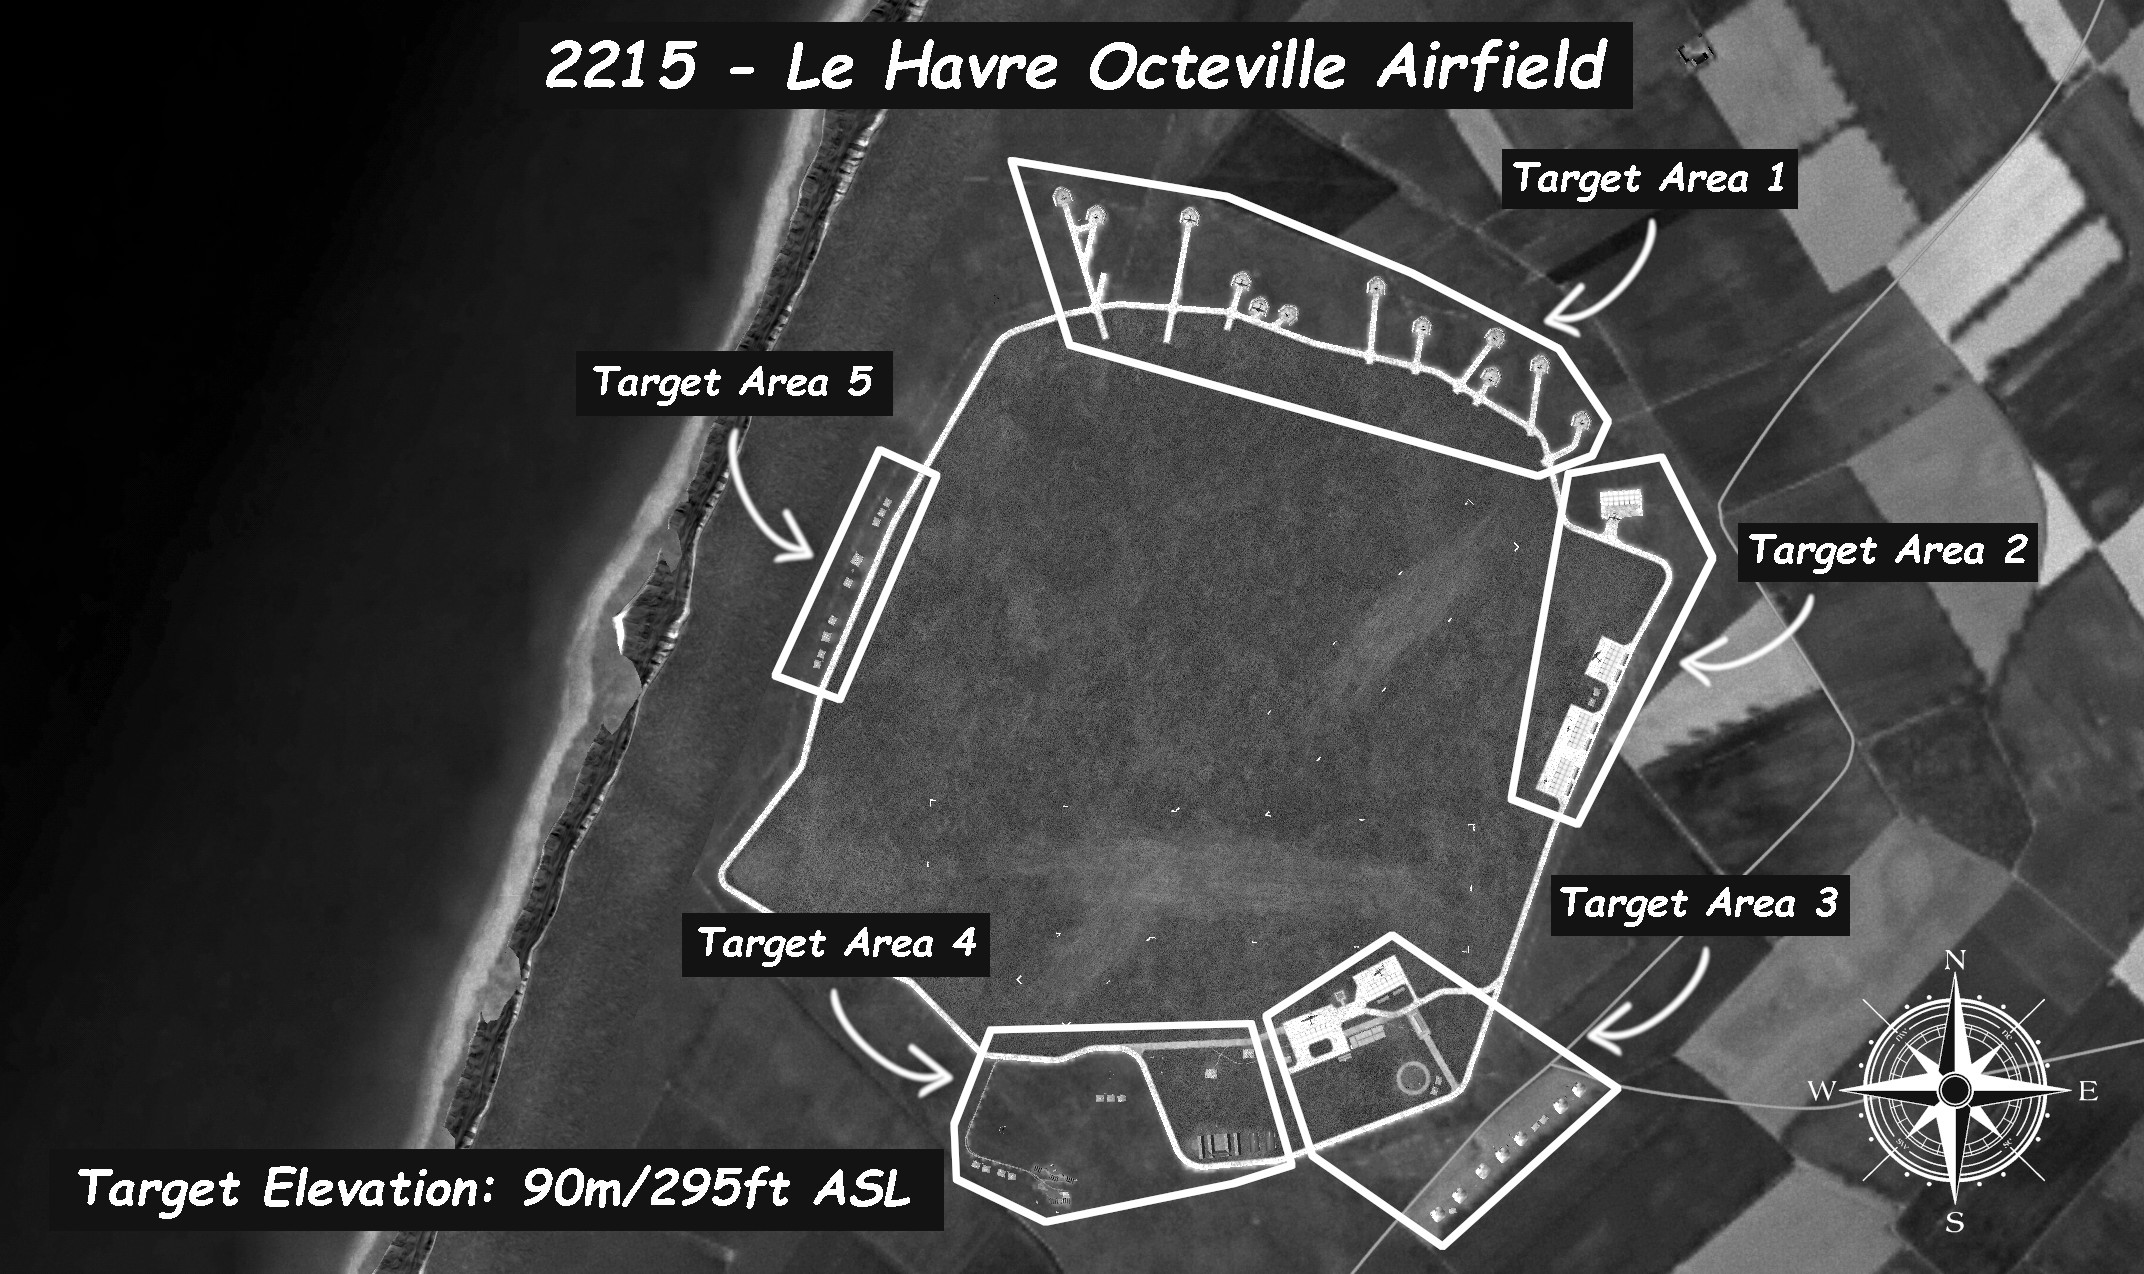 2215 - Le Havre Octeville Airfield
Target Area 1
Target Area 5
Target Area 2
Target Area 3
Target Area 4
N
W
E
S
Target Elevation: 90m/295ft ASL